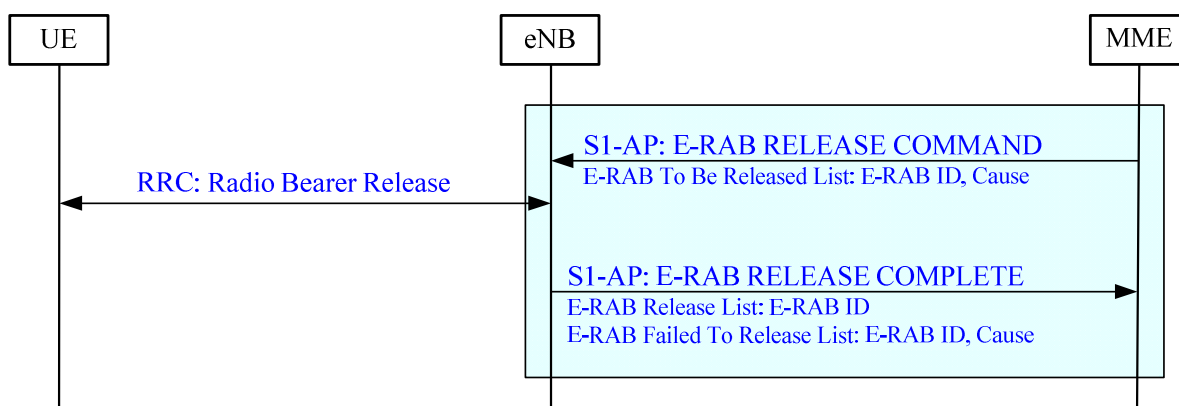 UE
eNB
MME
S1-AP: E-RAB RELEASE COMMAND
E-RAB To Be Released List: E-RAB ID, Cause
RRC: Radio Bearer Release
S1-AP: E-RAB RELEASE COMPLETE
E-RAB Release List: E-RAB ID
E-RAB Failed To Release List: E-RAB ID, Cause